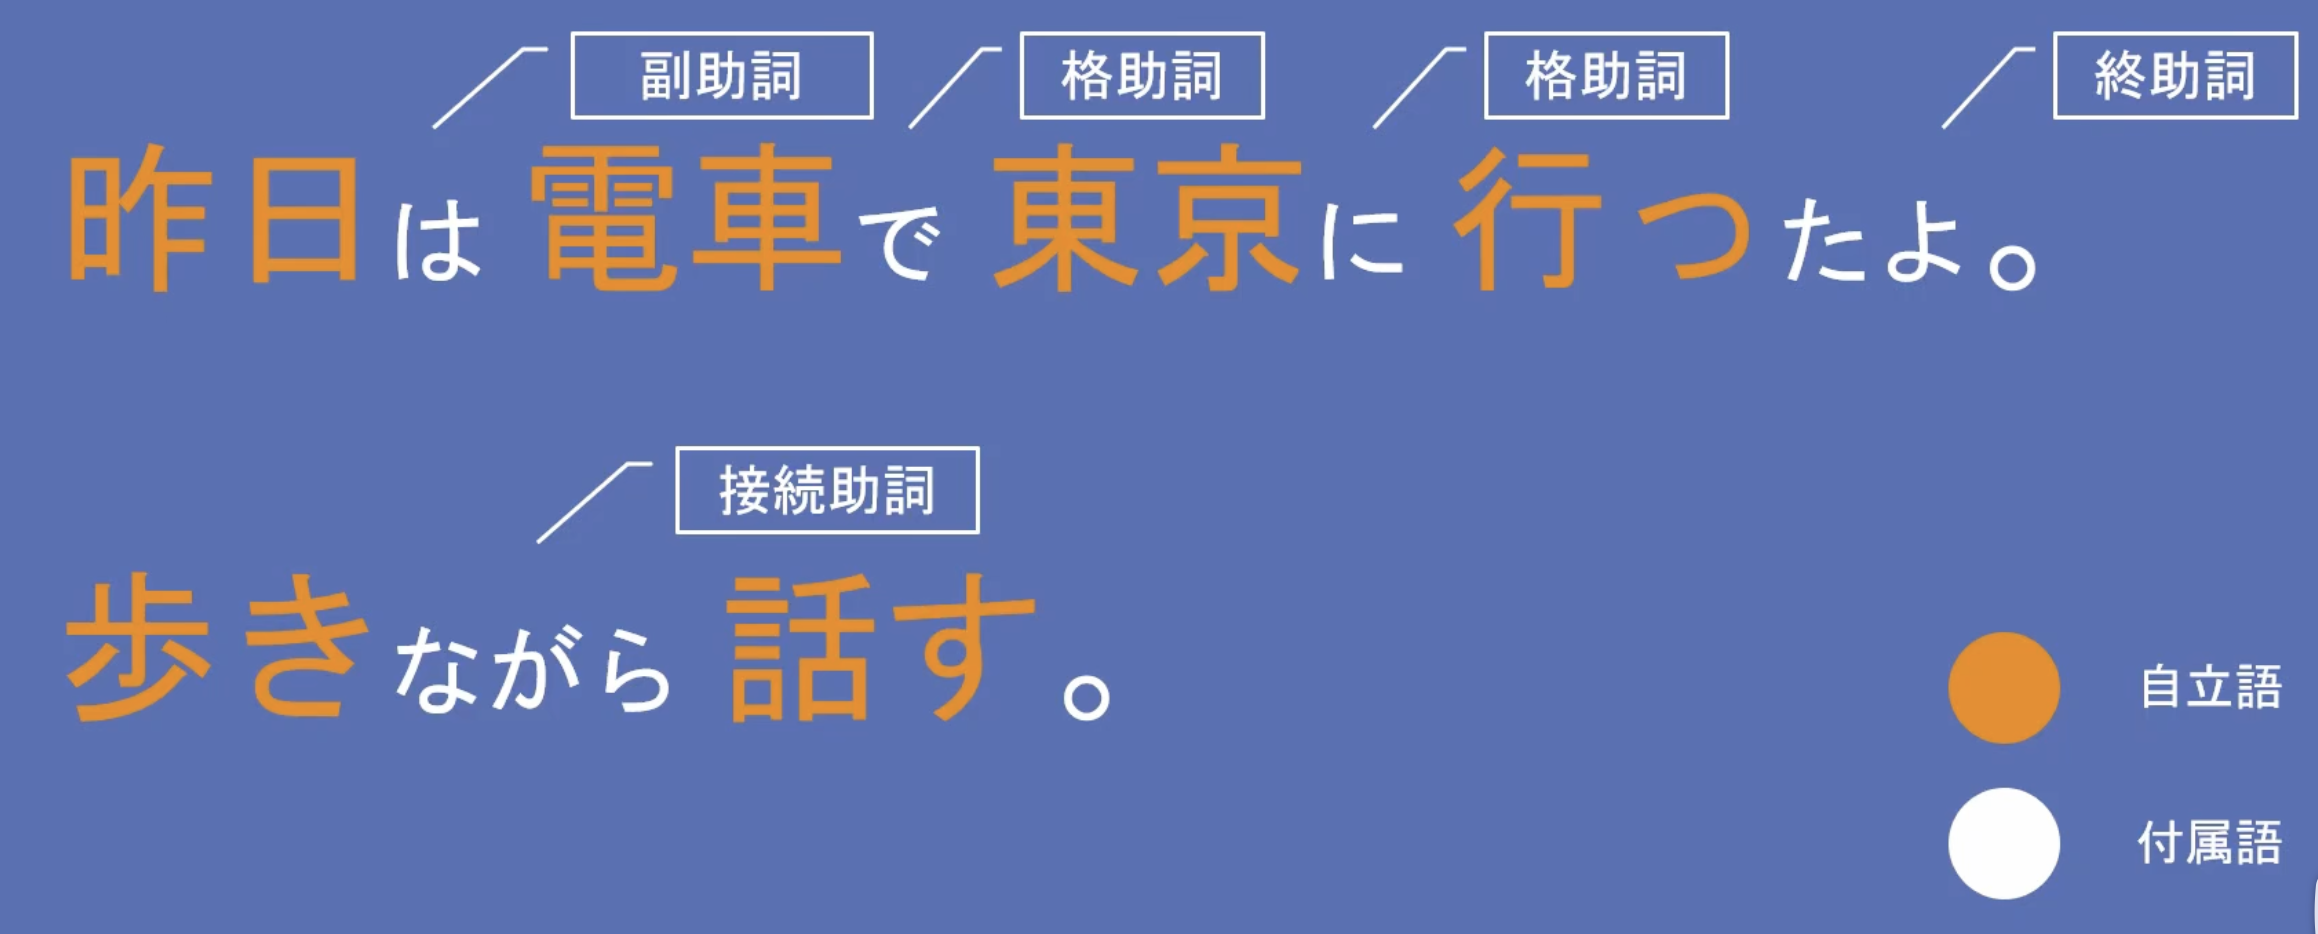 副助詞 格助詞 格助詞 終助詞
昨日は電車で東京に行ったよ。
接続助詞
歩きながら話す。
自立語
付属語